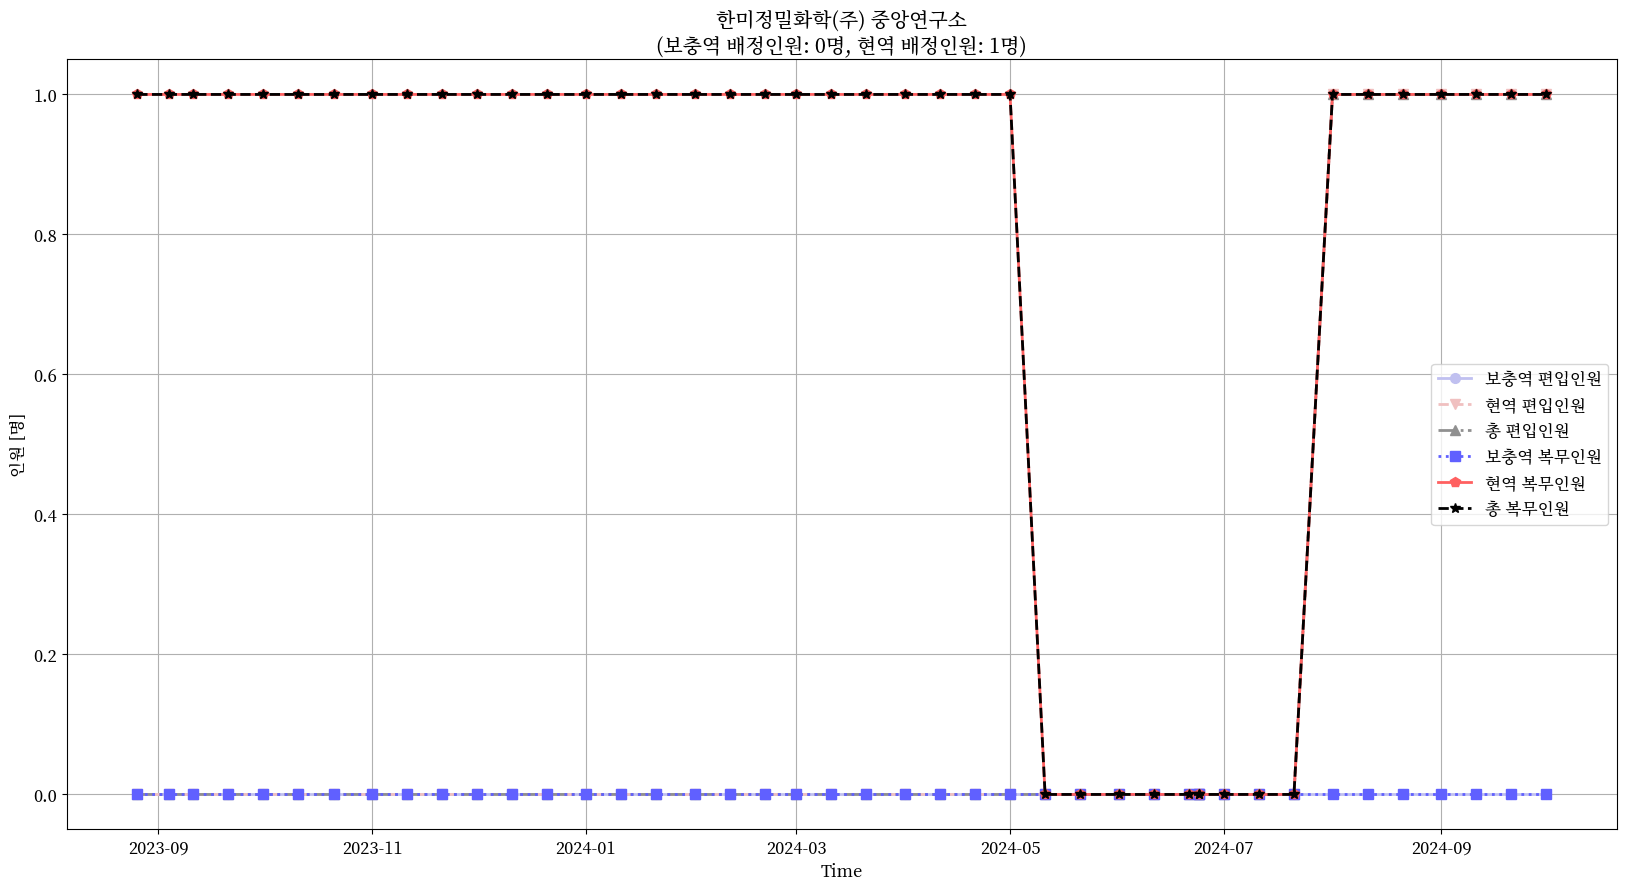 한미정밀화학(주) 중앙연구소
(보충역 배정인원: 0명, 현역 배정인원: 1명)
1.0
0.8
0.6
0.4
0.2
0.0
인원 [명]
보충역 편입인원
현역 편입인원
총 편입인원
보충역 복무인원
현역 복무인원
총 복무인원
2023-09
2023-11
2024-01
2024-03
2024-05
2024-07
2024-09
Time